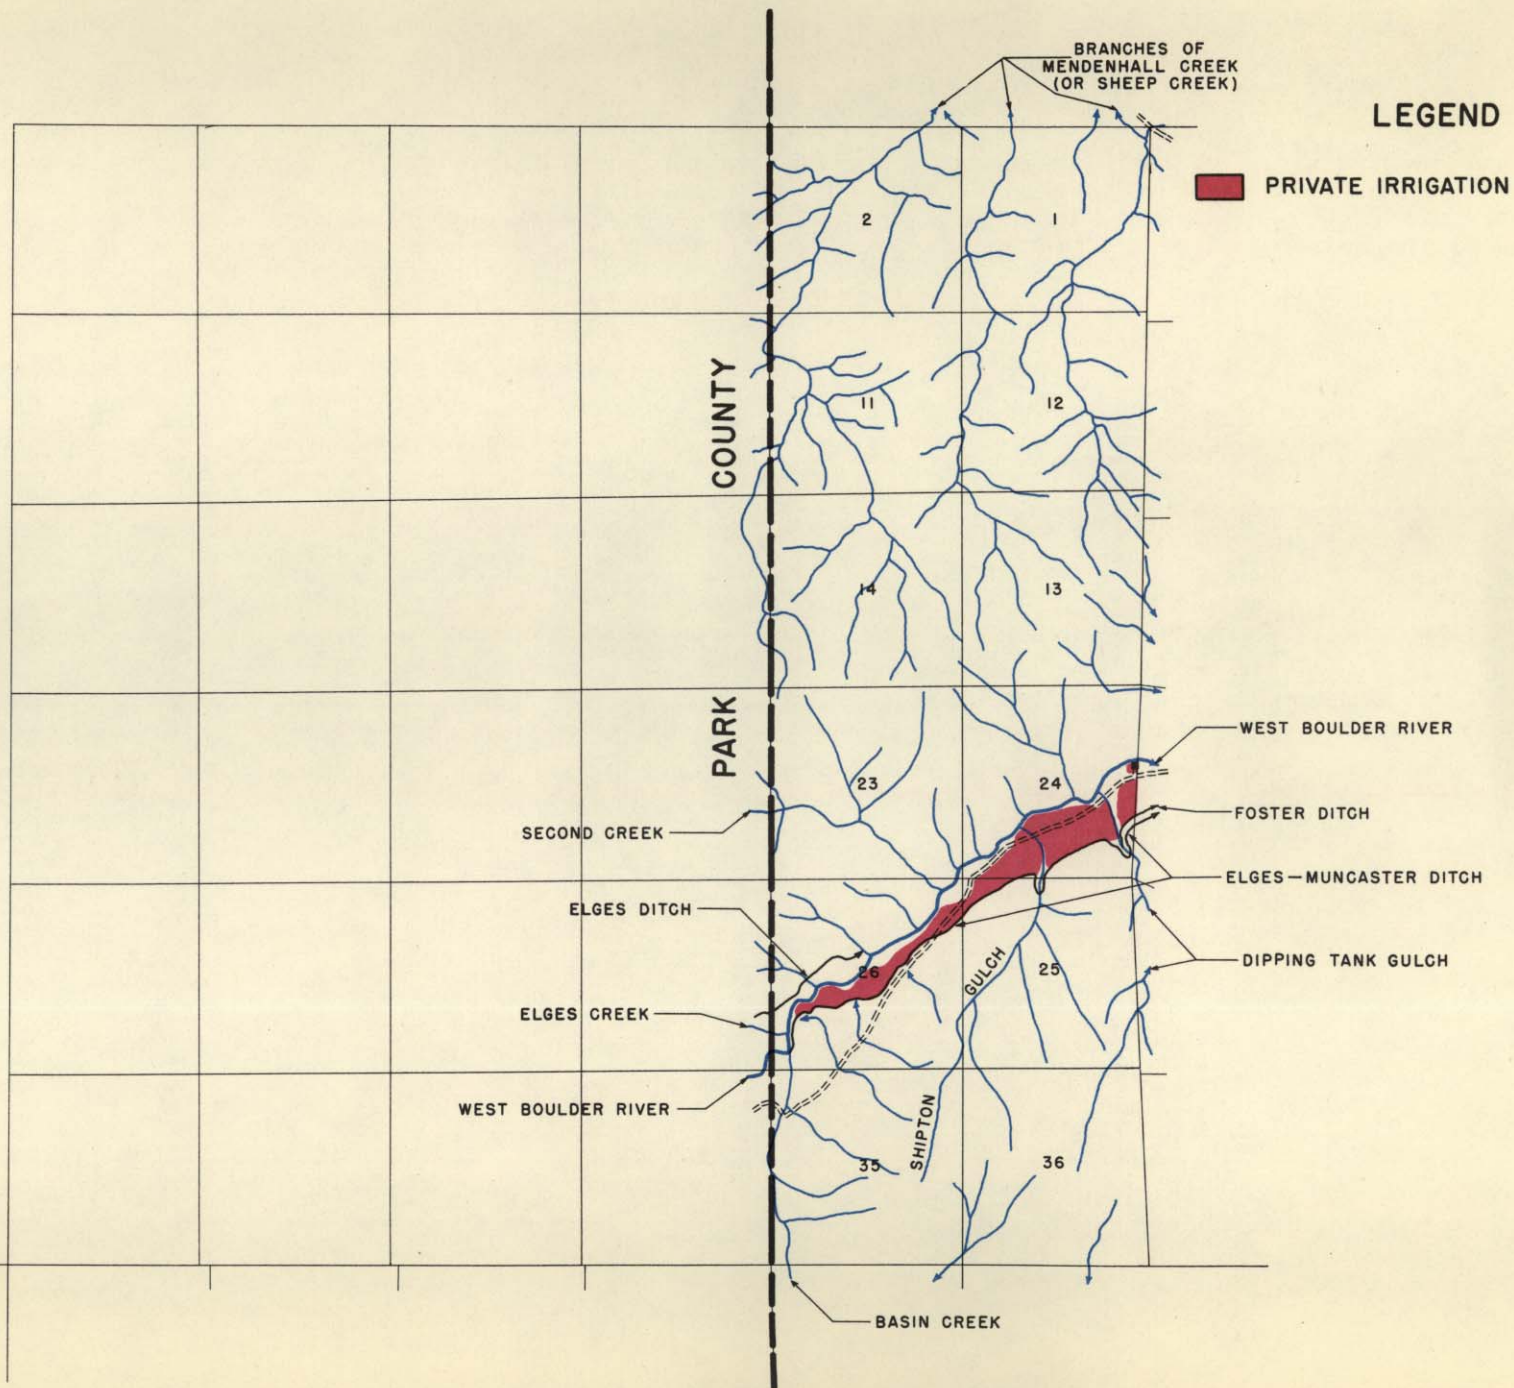 BRANCHES OF
MENDENHALL CREEK
(OR SHEEP CREEK)
LEGEND
PRIVATE IRRIGATION
2
1
COUNTY
11
12
14
13
PARK
WEST BOULDER RIVER
23
24
FOSTER DITCH
SECOND CREEK
ELGES-MUNCASTER DITCH
ELGES DITCH
DIPPING TANK GULCH
26
GULCH
25
ELGES CREEK
WEST BOULDER RIVER
SHIPTON
35
36
BASIN CREEK